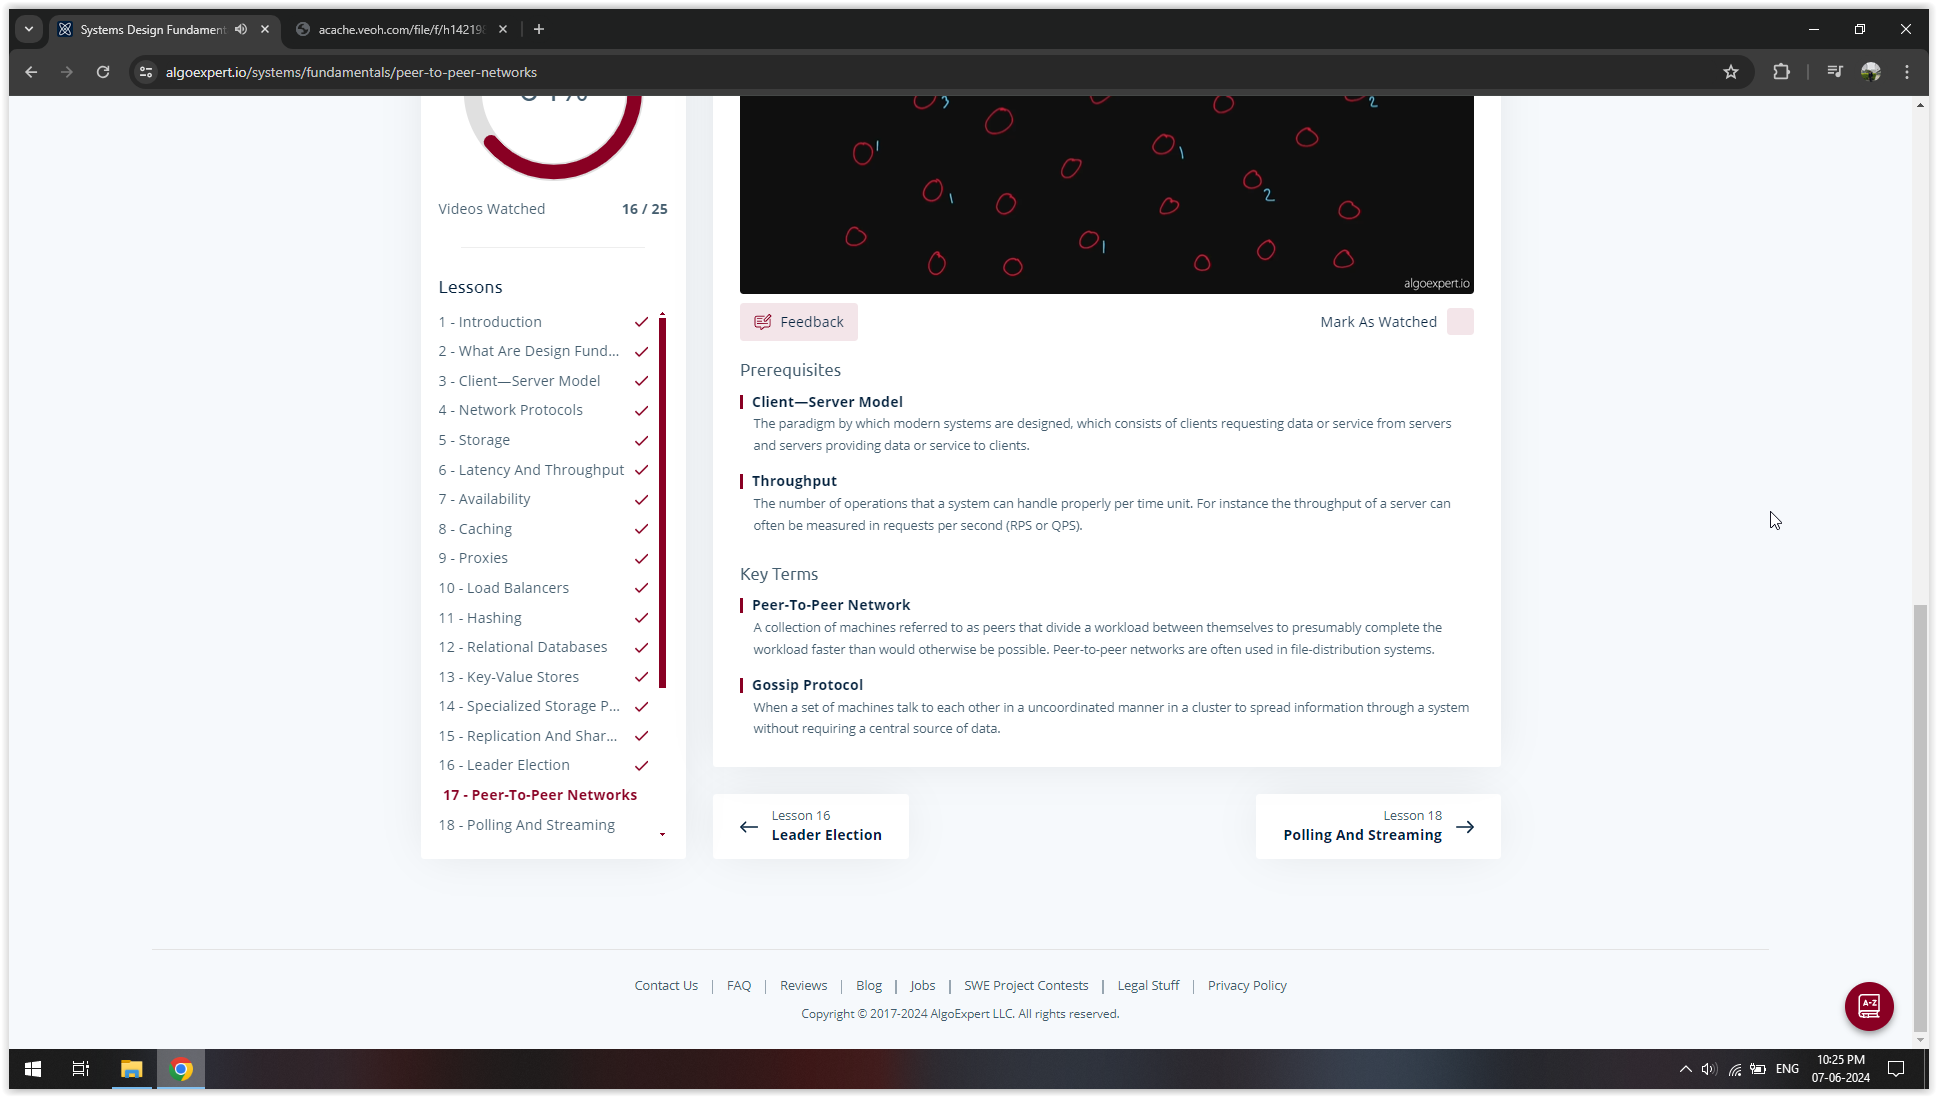 Systems Design Fundament
acache.veoh.com/file/f/h14219
algoexpert.io/systems/fundamentals/peer-to-peer-networks
Videos Watched 16 / 25
Lessons
1 - Introduction
2 - What Are Design Fund...
3 - Client—Server Model
4 - Network Protocols
5 - Storage
6 - Latency And Throughput
7 - Availability
8 - Caching
9 - Proxies
10 - Load Balancers
11 - Hashing
12 - Relational Databases
13 - Key-Value Stores
14 - Specialized Storage P...
15 - Replication And Shar...
16 - Leader Election
17 - Peer-To-Peer Networks
18 - Polling And Streaming
3 2
1 1
1 2
1
algoexpert.io
Feedback
Mark As Watched
Prerequisites
Client—Server Model
The paradigm by which modern systems are designed, which consists of clients requesting data or service from servers
and servers providing data or service to clients.
Throughput
The number of operations that a system can handle properly per time unit. For instance the throughput of a server can
often be measured in requests per second (RPS or QPS).
Key Terms
Peer-To-Peer Network
A collection of machines referred to as peers that divide a workload between themselves to presumably complete the
workload faster than would otherwise be possible. Peer-to-peer networks are often used in file-distribution systems.
Gossip Protocol
When a set of machines talk to each other in a uncoordinated manner in a cluster to spread information through a system
without requiring a central source of data.
Lesson 16
Leader Election
Lesson 18
Polling And Streaming
Contact Us | FAQ | Reviews | Blog | Jobs | SWE Project Contests | Legal Stuff | Privacy Policy
Copyright © 2017-2024 AlgoExpert LLC. All rights reserved.
A-Z
ENG
10:25 PM
07-06-2024